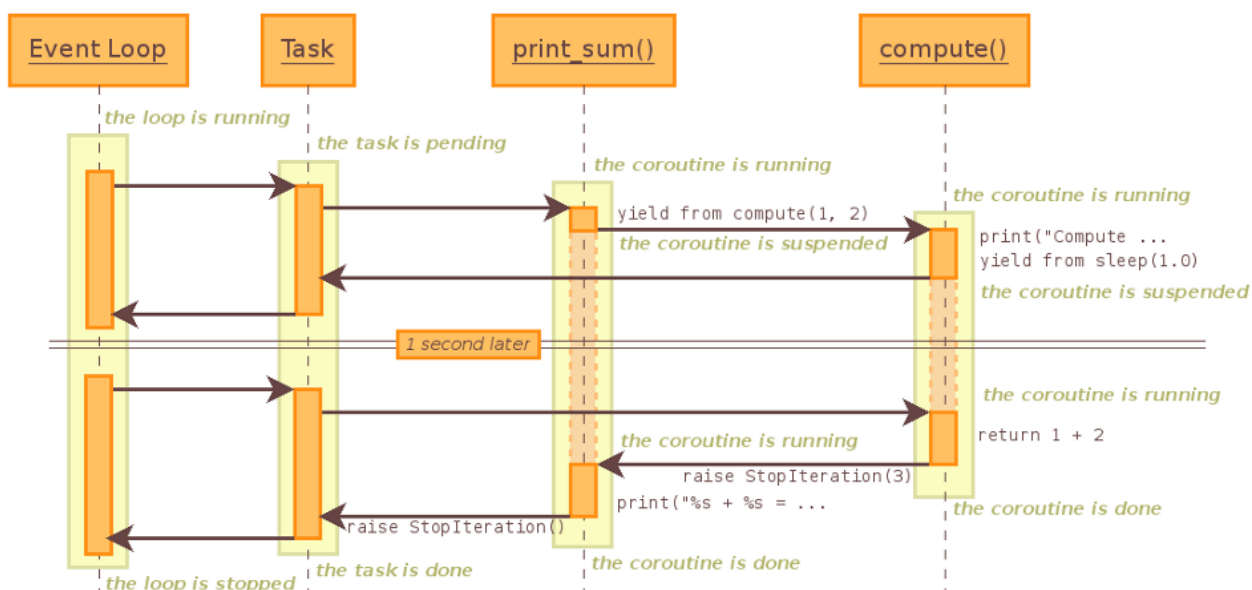 Event Loop
Task
print_sum()
compute()
the loop is running
the task is pending
the coroutine is running
the coroutine is running
yield from compute(1, 2)
print("Compute ...
the coroutine is suspended
yield from sleep(1.0)
the coroutine is suspended
1 second later
the coroutine is running
return 1 + 2
the coroutine is running
raise StopIteration(3)
print("%s + %s = ...
the coroutine is done
raise StopIteration()
the coroutine is done
the task is done
the loop is stopped